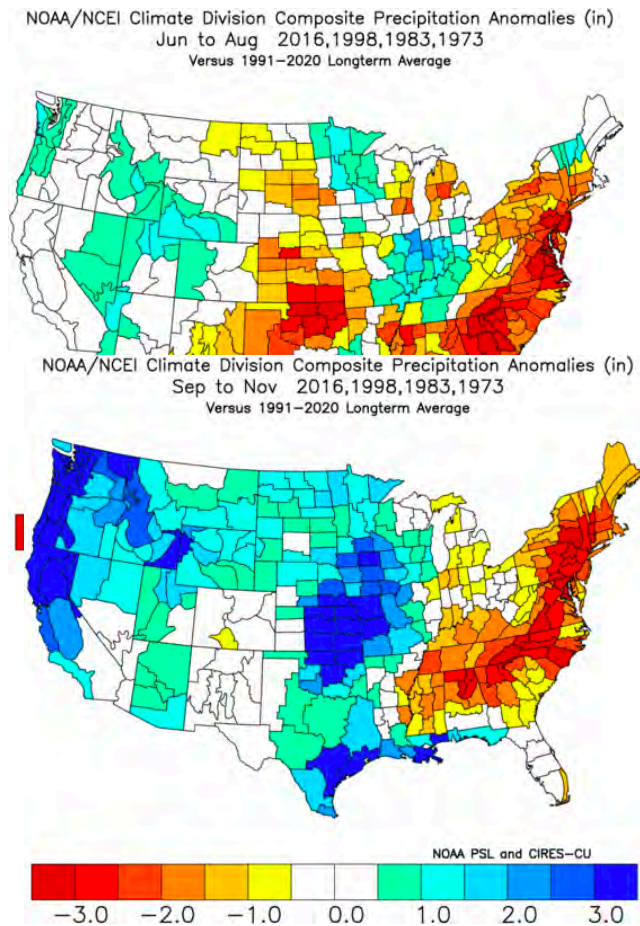 NOAA/NCEI Climate Division Composite Precipitation Anomalies (in)
Jun to Aug 2016,1998,1983,1973
Versus 1991-2020 Longterm Average
NOAA/NCEI Climate Division Composite Precipitation Anomalies (in)
Sep to Nov 2016,1998,1983,1973
Versus 1991-2020 Longterm Average
NOAA PSL and CIRES-CU
-3.0 -2.0 -1.0 0.0 1.0 2.0 3.0